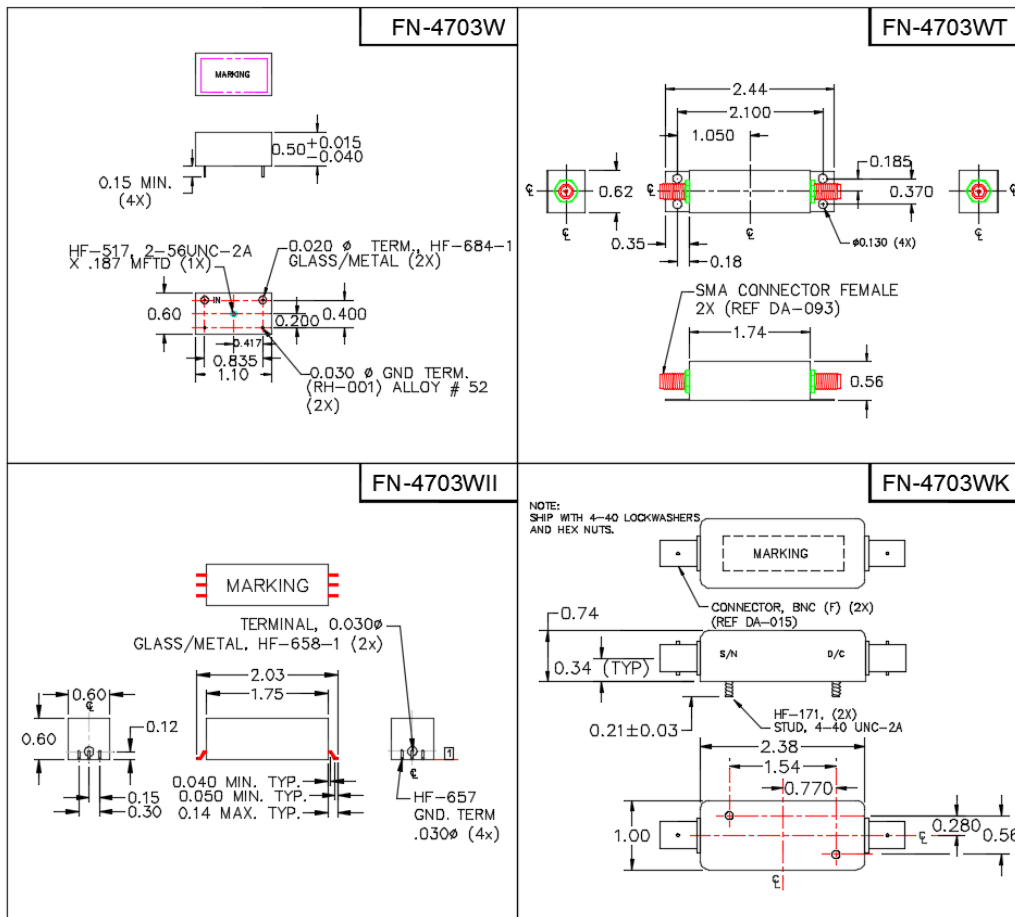 FN-4703W
MARKING
0.50 +0.015
-0.040
0.15 MIN.
(4X)
HF-517, 2-56UNC-2A
X .187 MFTD (1X)
0.020 ø TERM., HF-684-1
GLASS/METAL (2X)
IN
0.60
0.200
0.400
0.417
0.835
1.10
0.030 ø GND TERM.
(RH-001) ALLOY # 52
(2X)
FN-4703WT
2.44
2.100
1.050
0.185
0.62
0.370
℄
℄
℄
℄
℄
℄
0.35
0.18
ø0.130 (4X)
SMA CONNECTOR FEMALE
2X (REF DA-093)
1.74
0.56
FN-4703WII
MARKING
TERMINAL, 0.030ø
GLASS/METAL, HF-658-1 (2x)
2.03
1.75
0.60
℄
0.60
0.12
0.15
0.30
0.040 MIN. TYP.
0.050 MIN. TYP.
0.14 MAX. TYP.
1
℄
HF-657
GND. TERM
.030ø (4x)
FN-4703WK
NOTE:
SHIP WITH 4-40 LOCKWASHERS
AND HEX NUTS.
MARKING
CONNECTOR, BNC (F) (2X)
(REF DA-015)
0.74
S/N
D/C
0.34 (TYP)
0.21±0.03
HF-171, (2X)
STUD, 4-40 UNC-2A
2.38
1.54
0.770
1.00
℄
0.280
0.56
℄